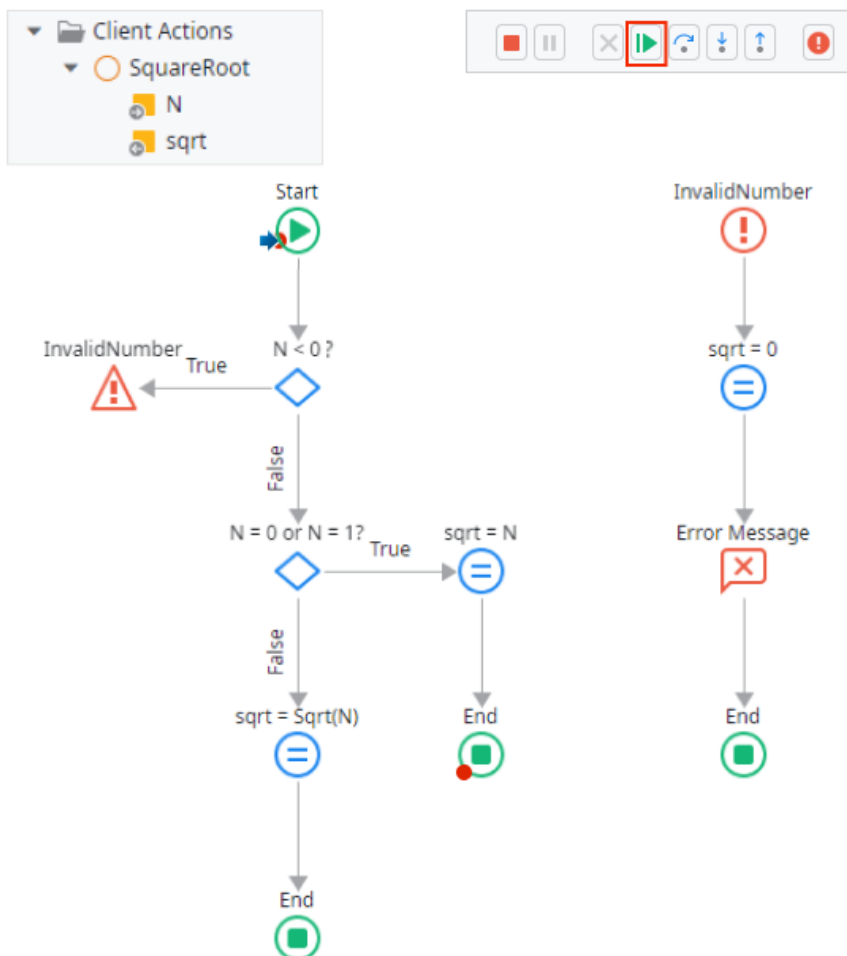 Client Actions
SquareRoot
N
sqrt
Start
InvalidNumber
InvalidNumber
True
N < 0 ?
sqrt = 0
False
N = 0 or N = 1?
True
sqrt = N
Error Message
False
sqrt = Sqrt(N)
End
End
End